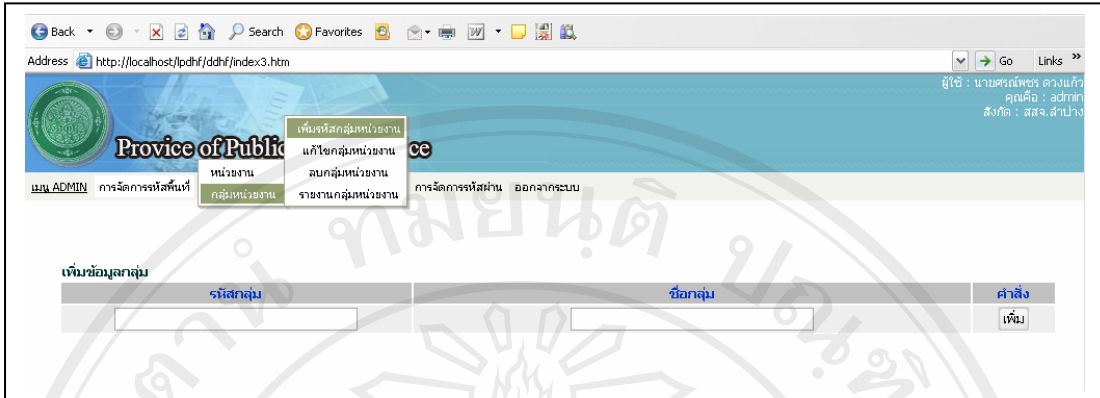 Back Search Favorites
Address http://localhost/lpdhf/ddhf/index3.htm Go Links »
ผู้ใช้ : นายศรณ์พชร ดวงแก้ว
คุณคือ : admin
สังกัด : สสจ.ลำปาง
Provice of Public ce
เพิ่มรหัสกลุ่มหน่วยงาน
แก้ไขกลุ่มหน่วยงาน
ลบกลุ่มหน่วยงาน
รายงานกลุ่มหน่วยงาน
หน่วยงาน
กลุ่มหน่วยงาน
เมนู ADMIN การจัดการรหัสพื้นที่ การจัดการรหัสผ่าน ออกจากระบบ
เพิ่มข้อมูลกลุ่ม
รหัสกลุ่ม ชื่อกลุ่ม คำสั่ง
เพิ่ม